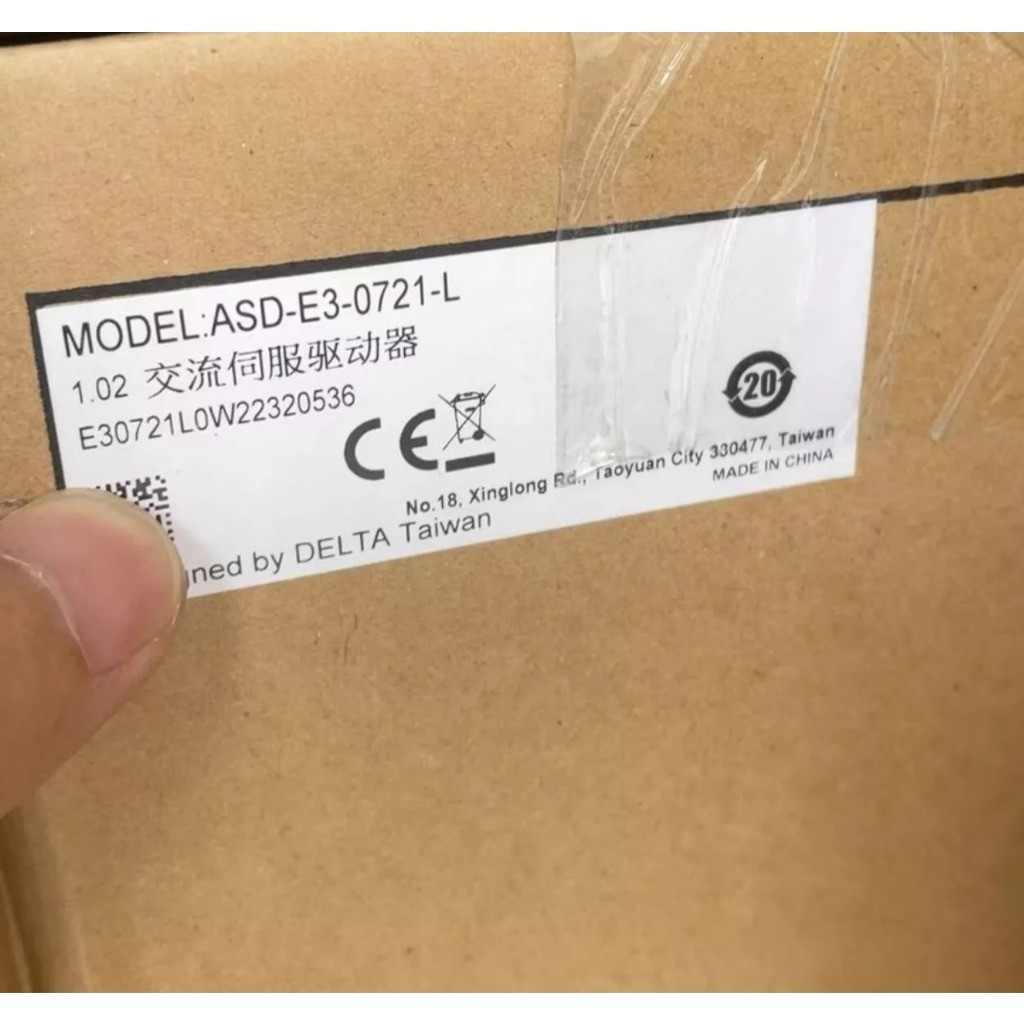 MODEL:ASD-E3-0721-L
1.02 交流伺服驱动器
E30721L0W22320536
CE
20
No.18, Xinglong Rd., Taoyuan City 330477, Taiwan
MADE IN CHINA
by DELTA Taiwan